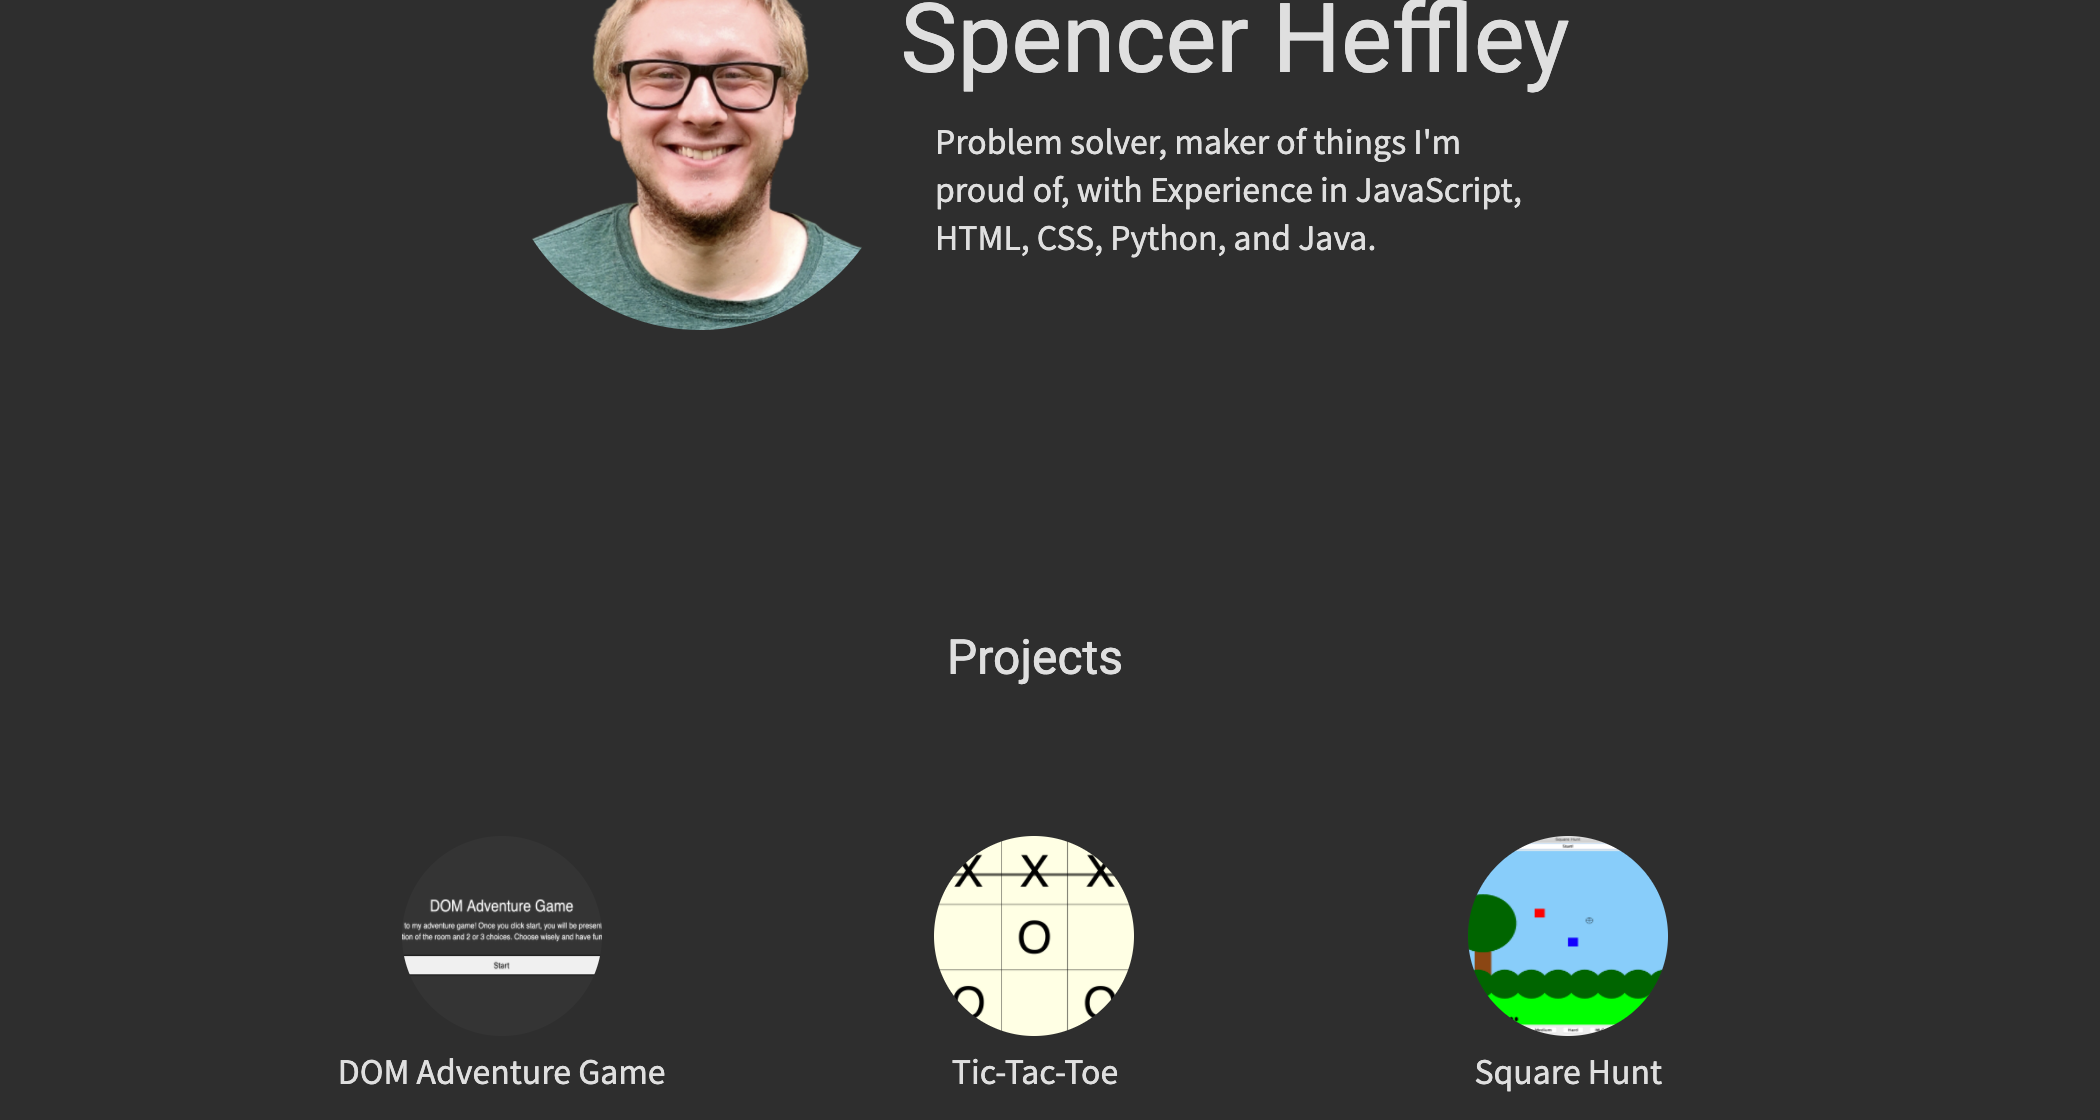 Spencer Heffley
Problem solver, maker of things I'm
proud of, with Experience in JavaScript,
HTML, CSS, Python, and Java.
Projects
DOM Adventure Game
to my adventure game! Once you click start, you will be present
tion of the room and 2 or 3 choices. Choose wisely and have fun
Start
X X X
O
O O
DOM Adventure Game
Tic-Tac-Toe
Square Hunt